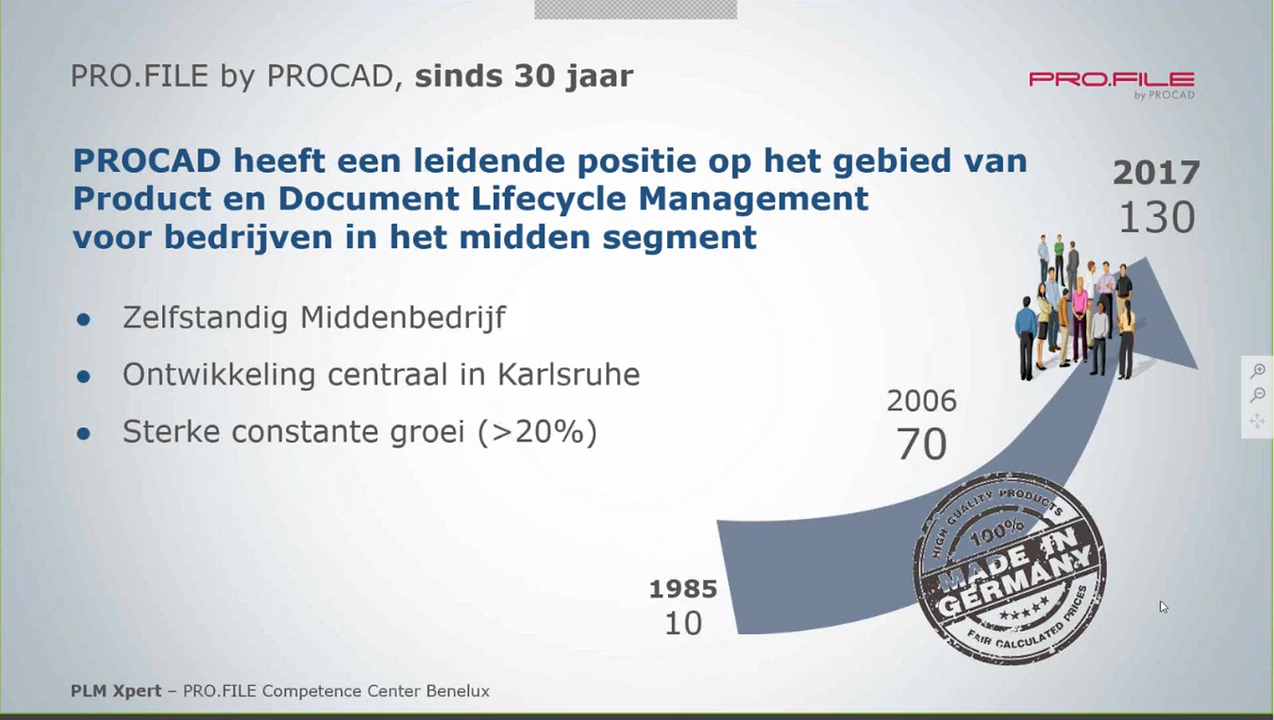 PRO.FILE by PROCAD, sinds 30 jaar
PRO.FILE
by PROCAD
PROCAD heeft een leidende positie op het gebied van
Product en Document Lifecycle Management
voor bedrijven in het midden segment
2017
130
● Zelfstandig Middenbedrijf
● Ontwikkeling centraal in Karlsruhe
● Sterke constante groei (>20%)
2006
70
1985
10
HIGH QUALITY PRODUCTS
100%
MADE IN
GERMANY
FAIR CALCULATED PRICES
PLM Xpert – PRO.FILE Competence Center Benelux